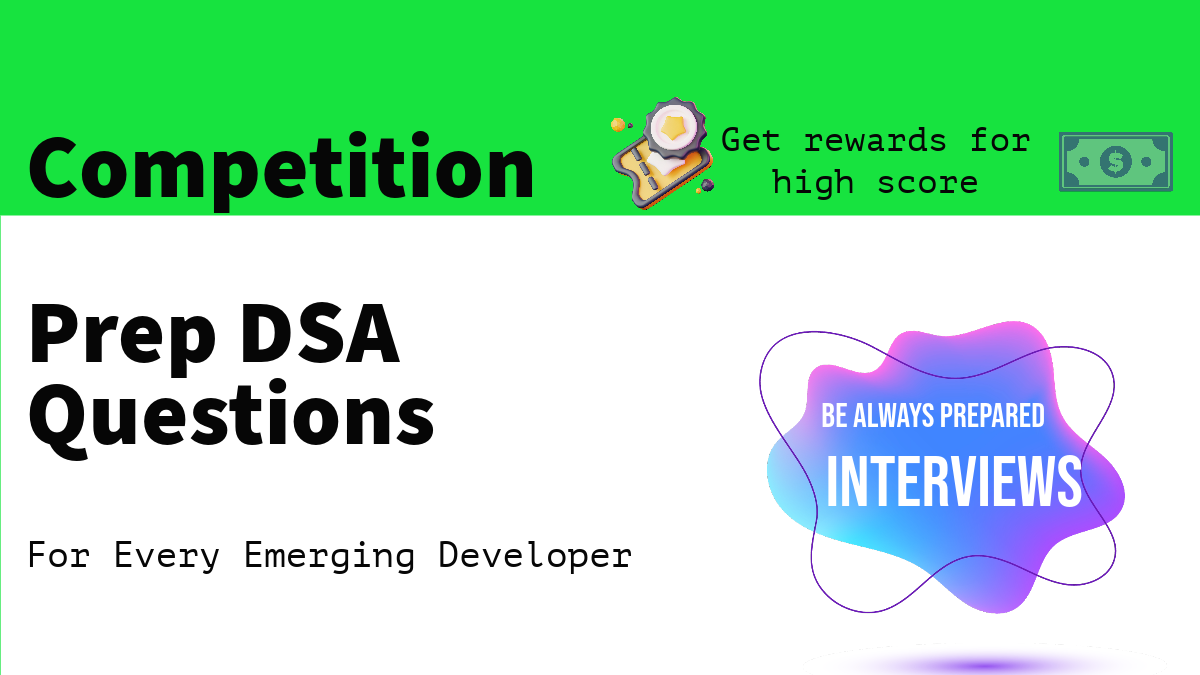 Competition
Get rewards for
high score
$
Prep DSA
Questions
For Every Emerging Developer
BE ALWAYS PREPARED
INTERVIEWS